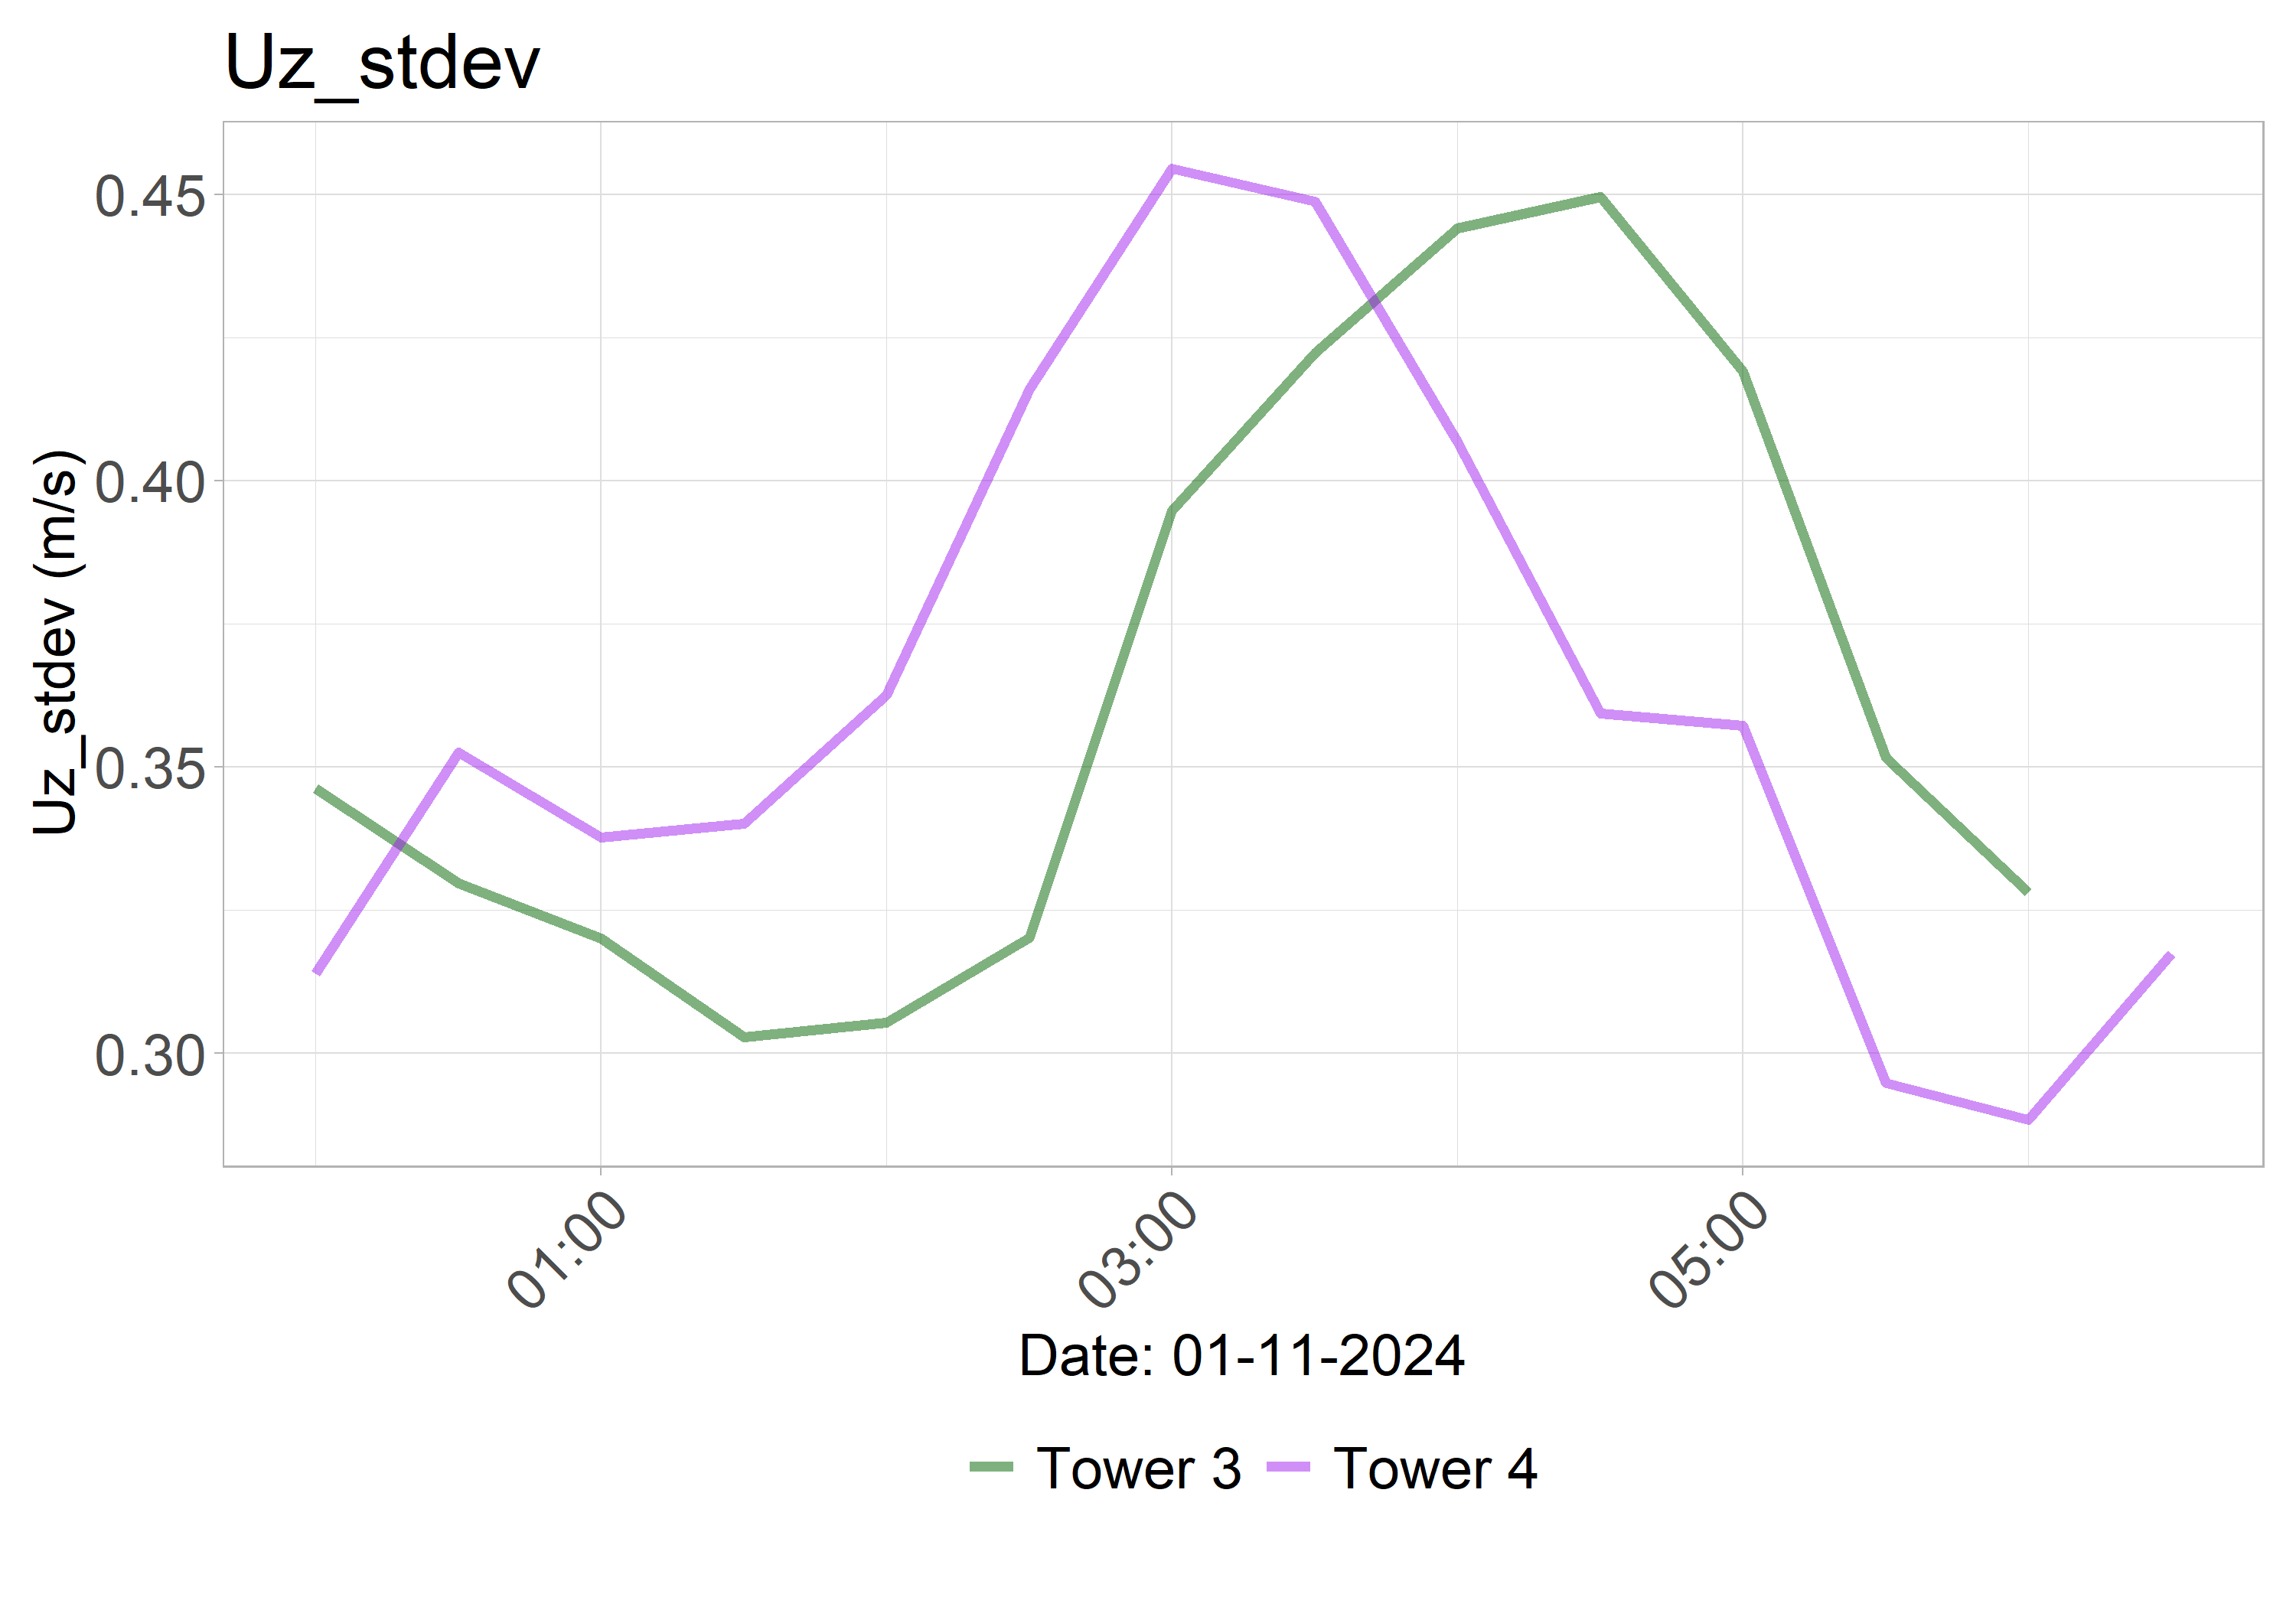 Uz_stdev
Uz_stdev (m/s)
0.45
0.40
0.35
0.30
01:00
03:00
05:00
Date: 01-11-2024
Tower 3
Tower 4